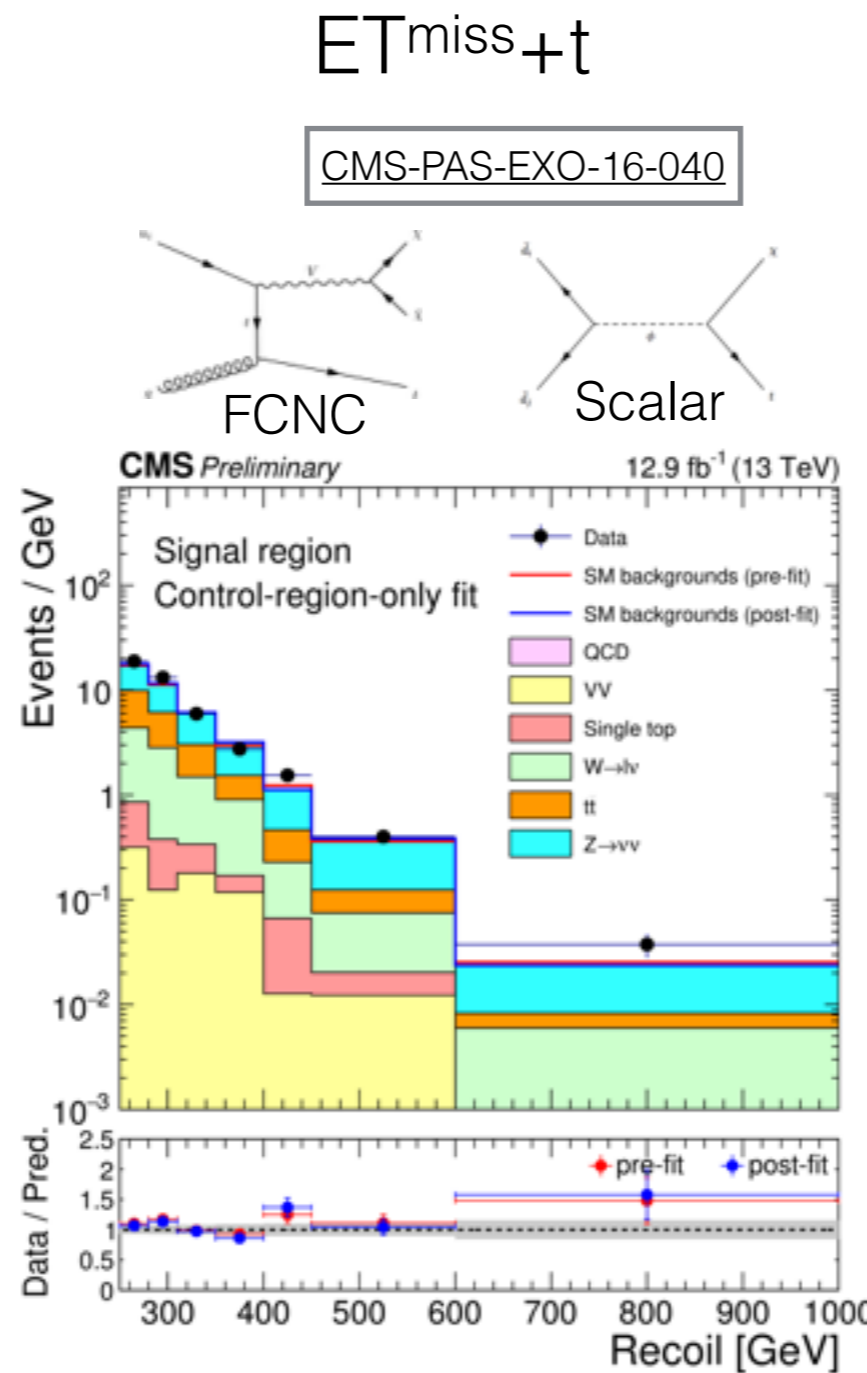 ETmiss+t
CMS-PAS-EXO-16-040
V
χ
ϕ
FCNC
Scalar
CMS Preliminary
12.9 fb-1 (13 TeV)
Events / GeV
Signal region
Control-region-only fit
Data
SM backgrounds (pre-fit)
SM backgrounds (post-fit)
QCD
VV
Single top
W→lν
tt̄
Z→νν
10²
10
1
10⁻¹
10⁻²
10⁻³
Data / Pred.
pre-fit
post-fit
2.5
2
1.5
1
0.5
0
300 400 500 600 700 800 900 1000
Recoil [GeV]